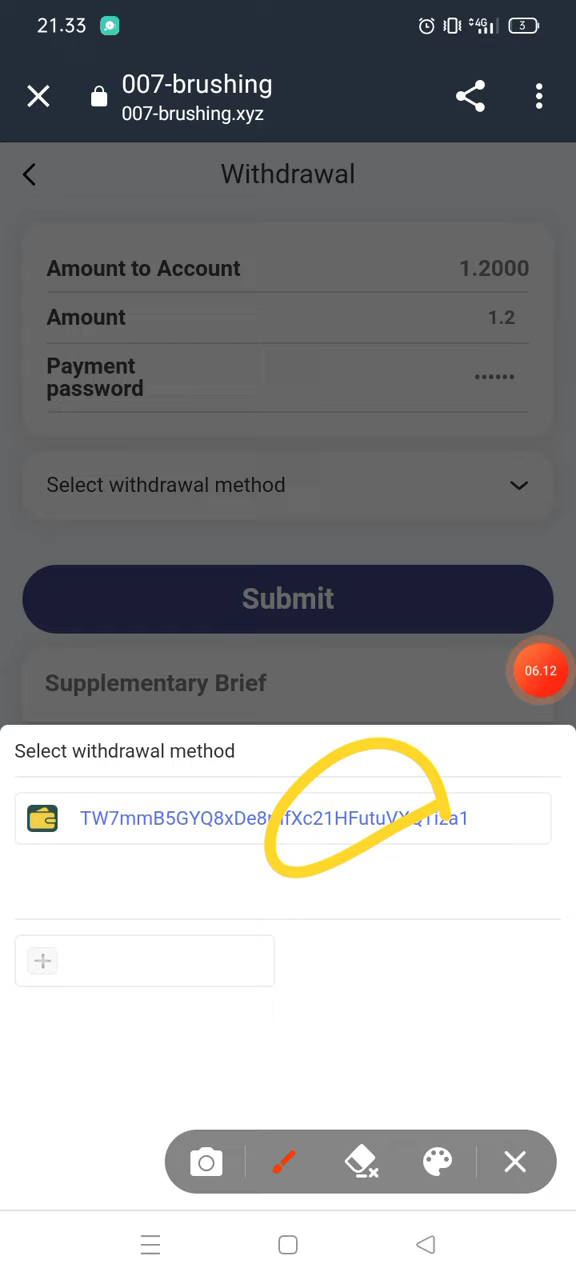 21.33
4G
3
007-brushing
007-brushing.xyz
Withdrawal
Amount to Account 1.2000
Amount 1.2
Payment password ••••••
Select withdrawal method
Submit
Supplementary Brief
06.12
Select withdrawal method